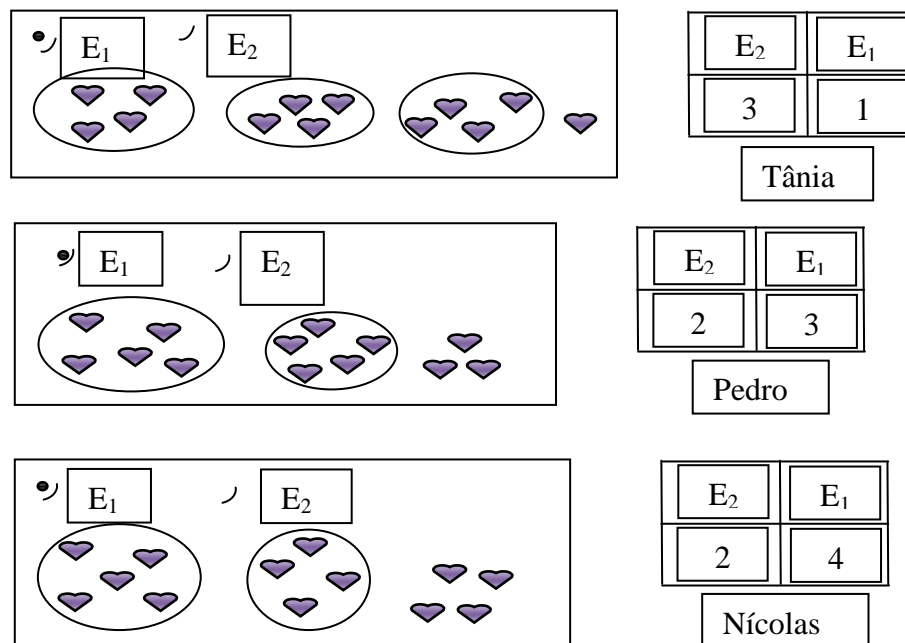 E₁ E₂
E₂ E₁
3 1
Tânia
E₁ E₂
E₂ E₁
2 3
Pedro
E₁ E₂
E₂ E₁
2 4
Nícolas